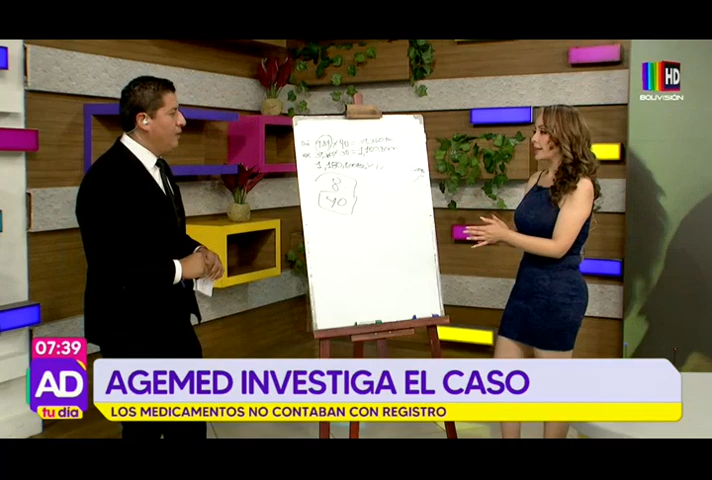 HD
BOLIVISIÓN
8
40
07:39
AD
tu día
AGEMED INVESTIGA EL CASO
LOS MEDICAMENTOS NO CONTABAN CON REGISTRO